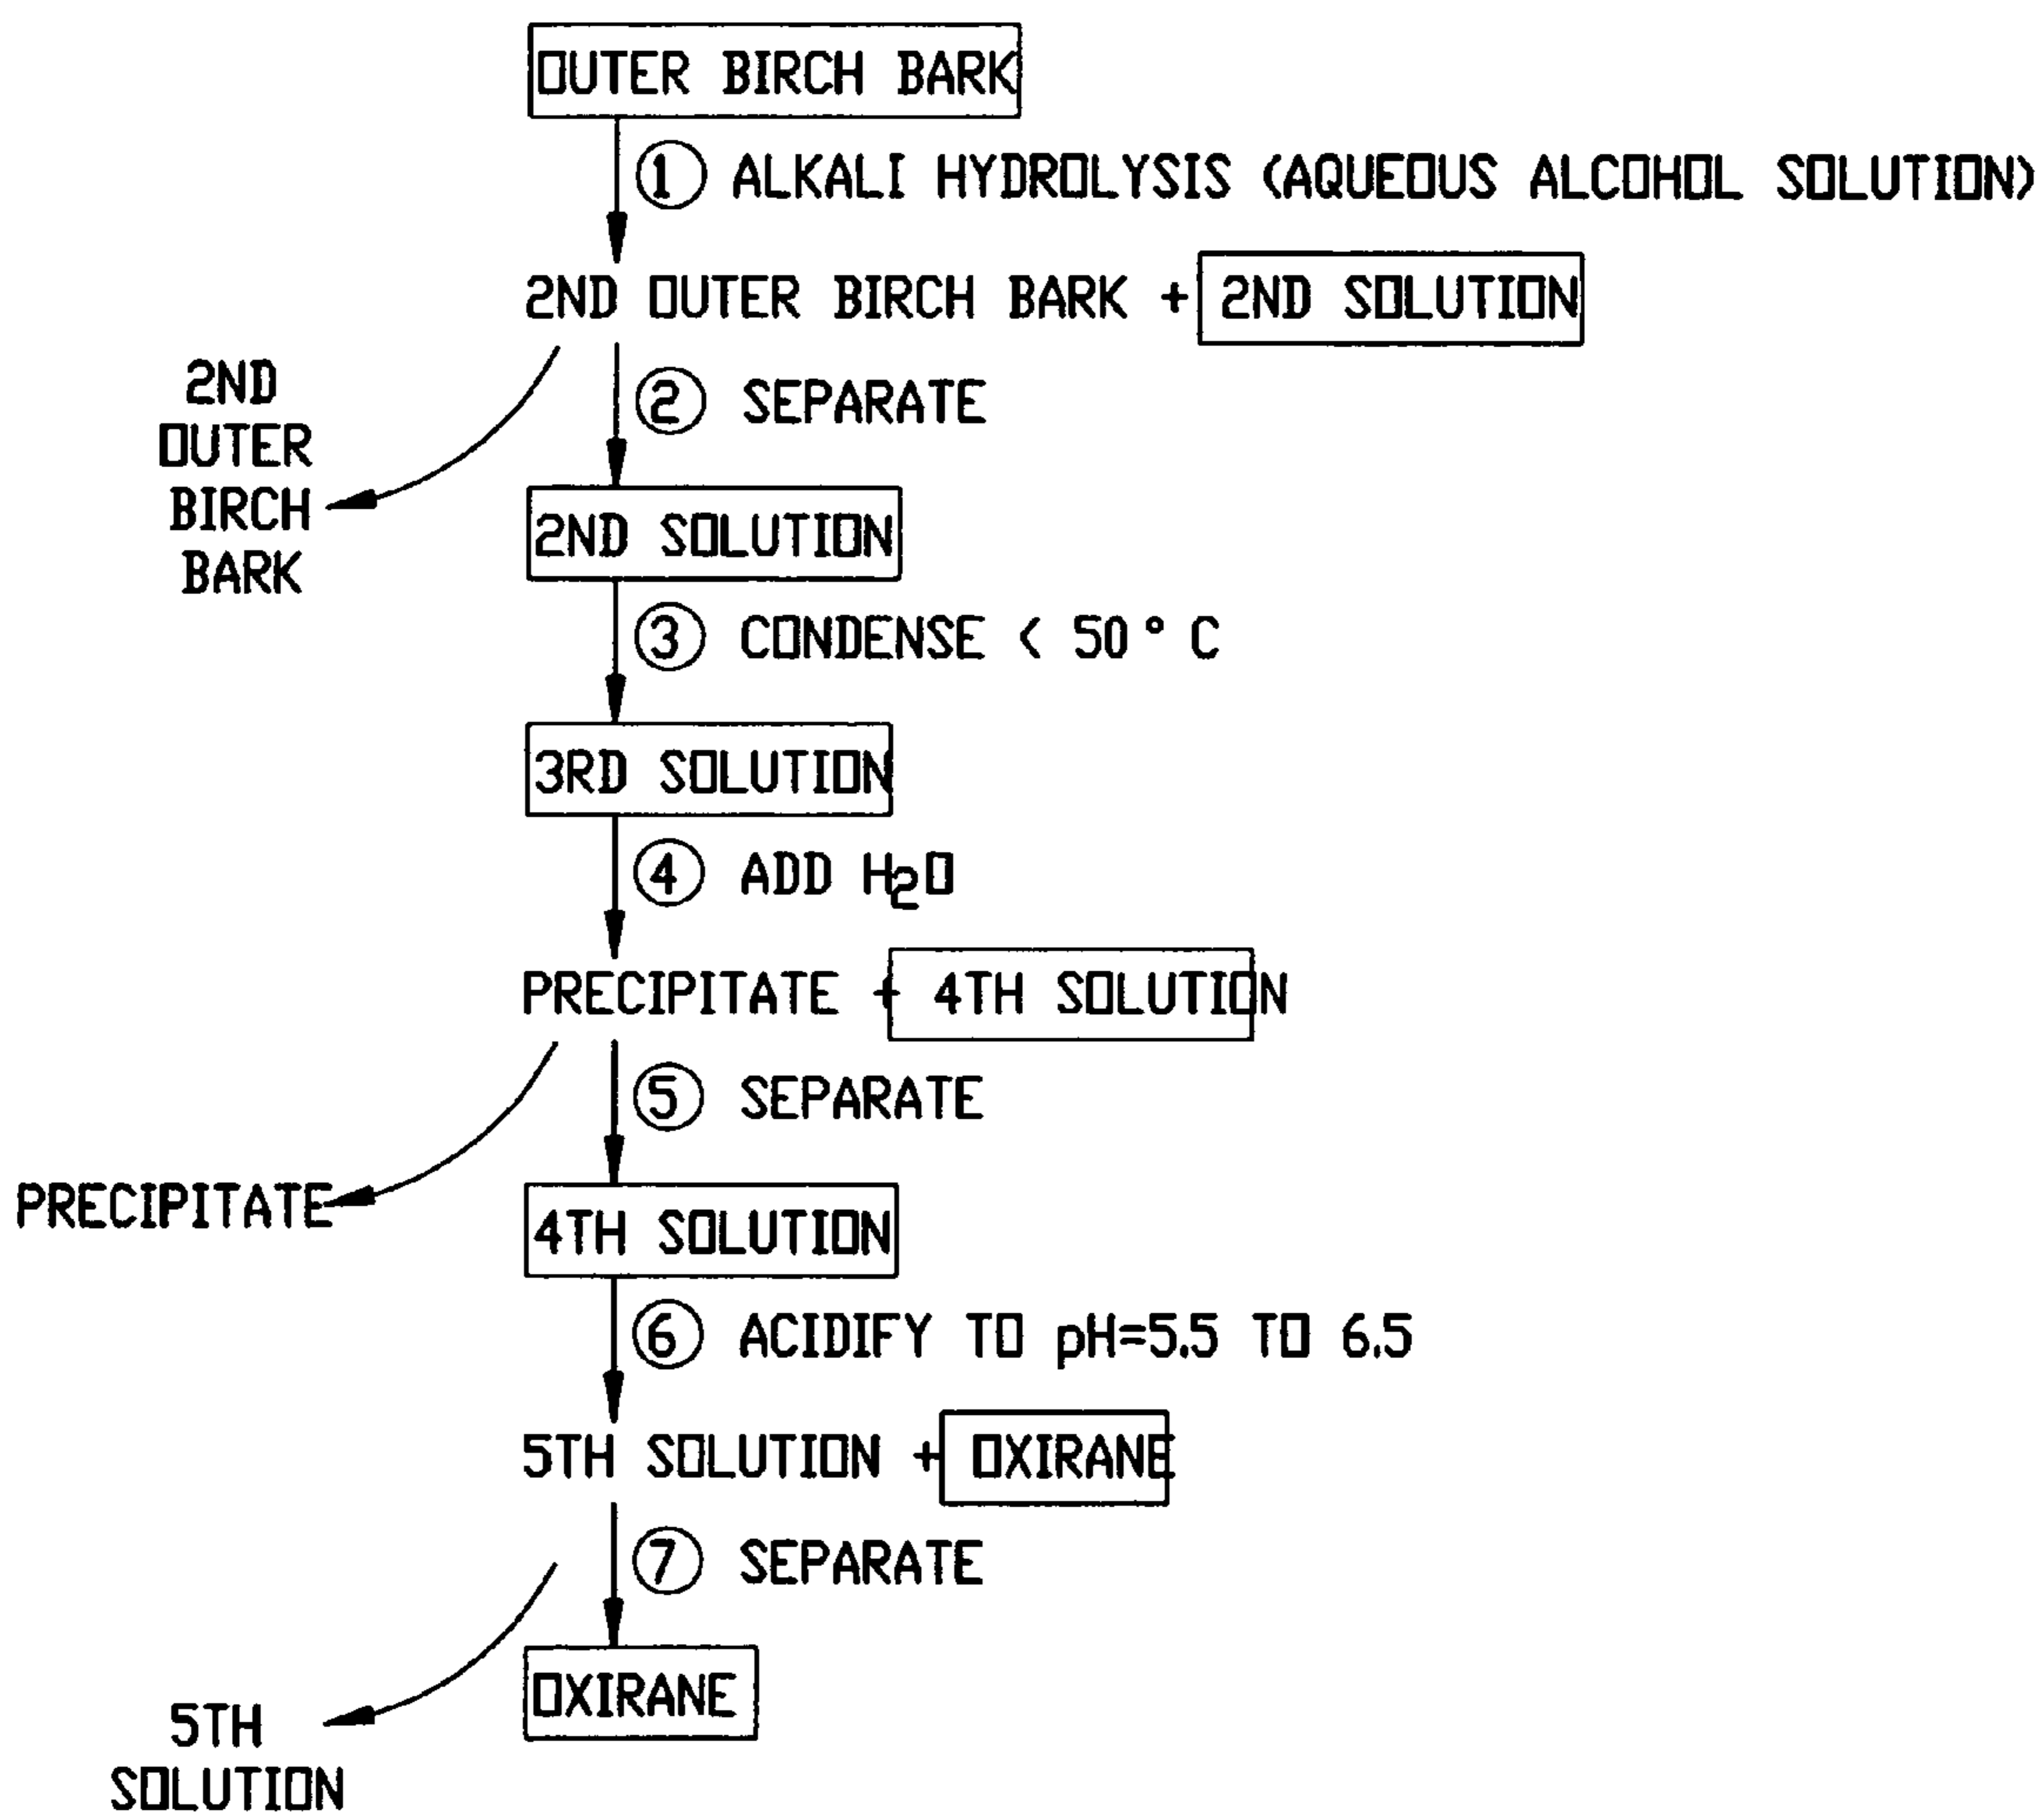 OUTER BIRCH BARK
① ALKALI HYDROLYSIS (AQUEOUS ALCOHOL SOLUTION)
2ND OUTER BIRCH BARK + 2ND SOLUTION
2ND
OUTER
BIRCH
BARK
② SEPARATE
2ND SOLUTION
③ CONDENSE < 50° C
3RD SOLUTION
④ ADD H₂O
PRECIPITATE + 4TH SOLUTION
⑤ SEPARATE
PRECIPITATE
4TH SOLUTION
⑥ ACIDIFY TO pH=5.5 TO 6.5
5TH SOLUTION + OXIRANE
⑦ SEPARATE
OXIRANE
5TH
SOLUTION